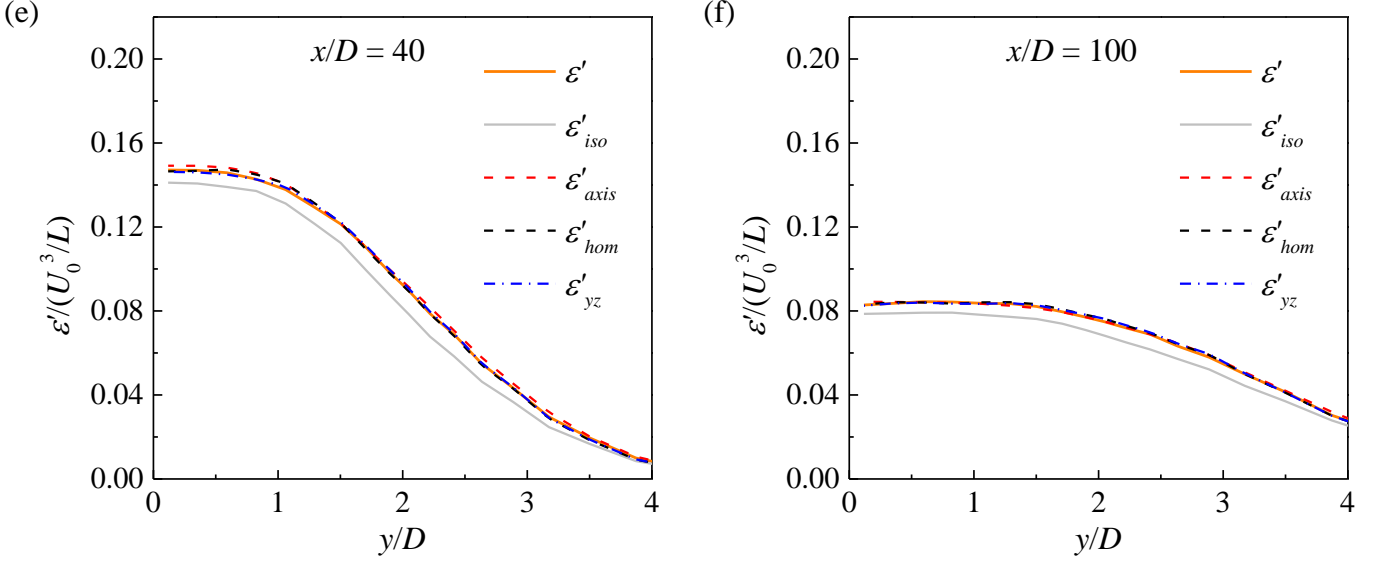 (e)
x/D = 40
ε′
ε′iso
ε′axis
ε′hom
ε′yz
0.20
0.16
0.12
0.08
0.04
0.00
ε′/(U₀³/L)
0 1 2 3 4
y/D
(f)
x/D = 100
ε′
ε′iso
ε′axis
ε′hom
ε′yz
0.20
0.16
0.12
0.08
0.04
0.00
ε′/(U₀³/L)
0 1 2 3 4
y/D